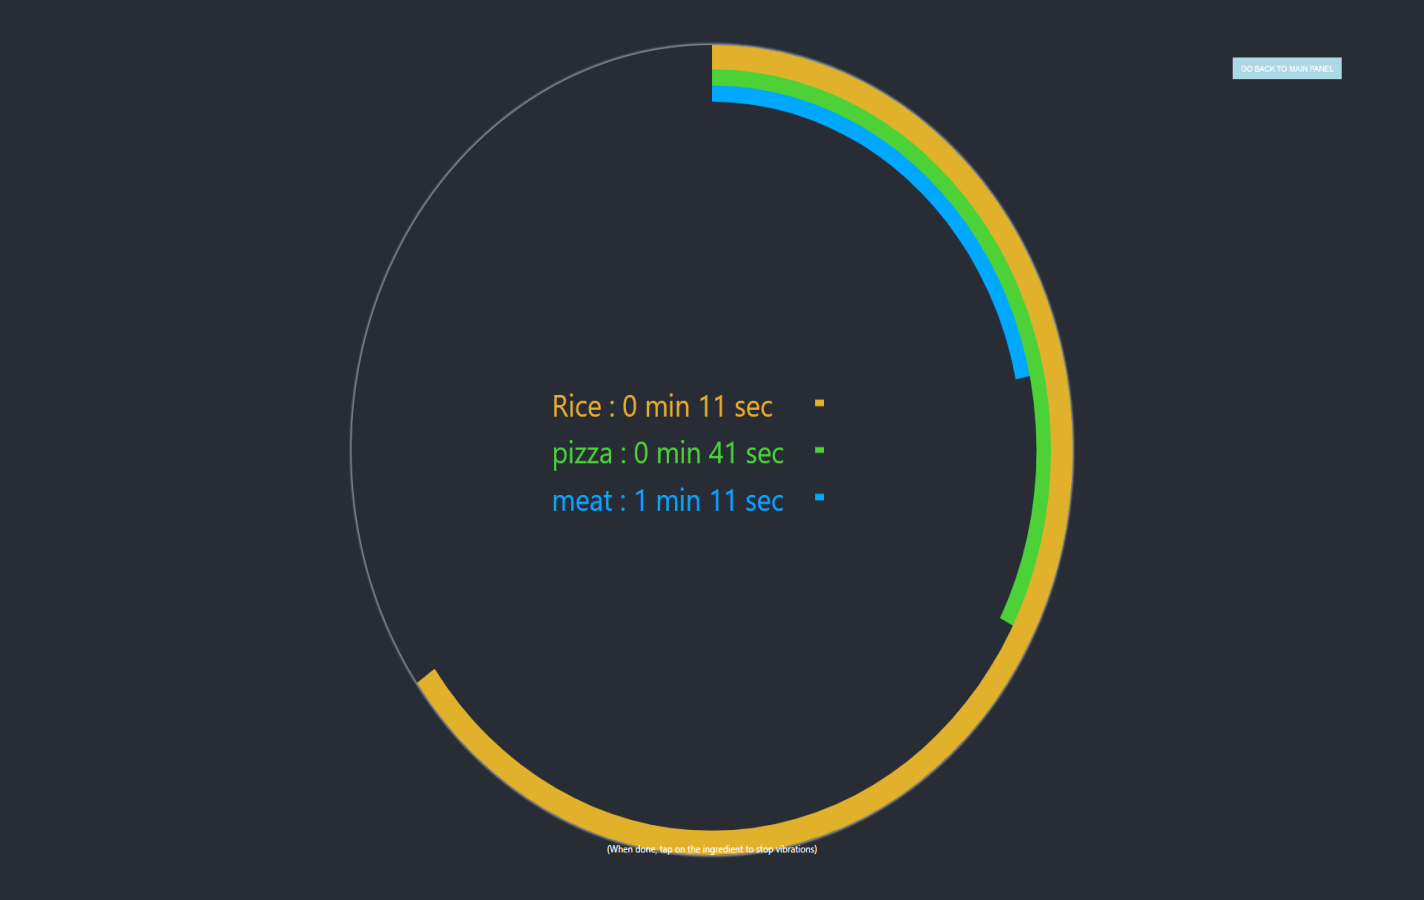 GO BACK TO MAIN PANEL
Rice : 0 min 11 sec
pizza : 0 min 41 sec
meat : 1 min 11 sec
(When done, tap on the ingredient to stop vibrations)